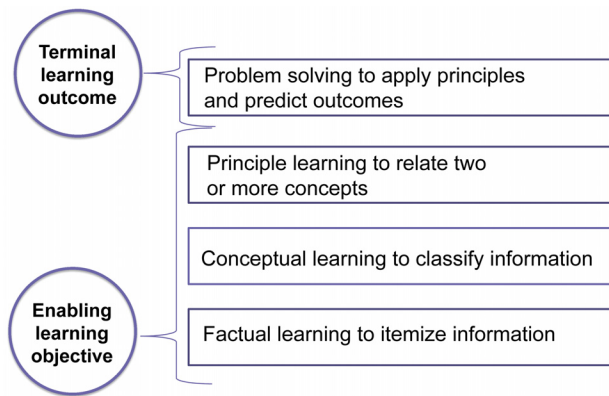 Terminal
learning
outcome
Problem solving to apply principles
and predict outcomes
Principle learning to relate two
or more concepts
Conceptual learning to classify information
Enabling
learning
objective
Factual learning to itemize information